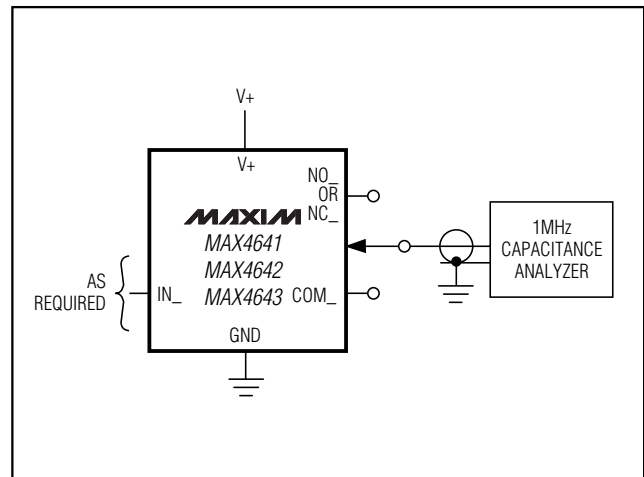 V+
V+
NO_
OR
NC_
MAXIM
MAX4641
MAX4642
MAX4643
COM_
AS
REQUIRED
IN_
GND
1MHz
CAPACITANCE
ANALYZER